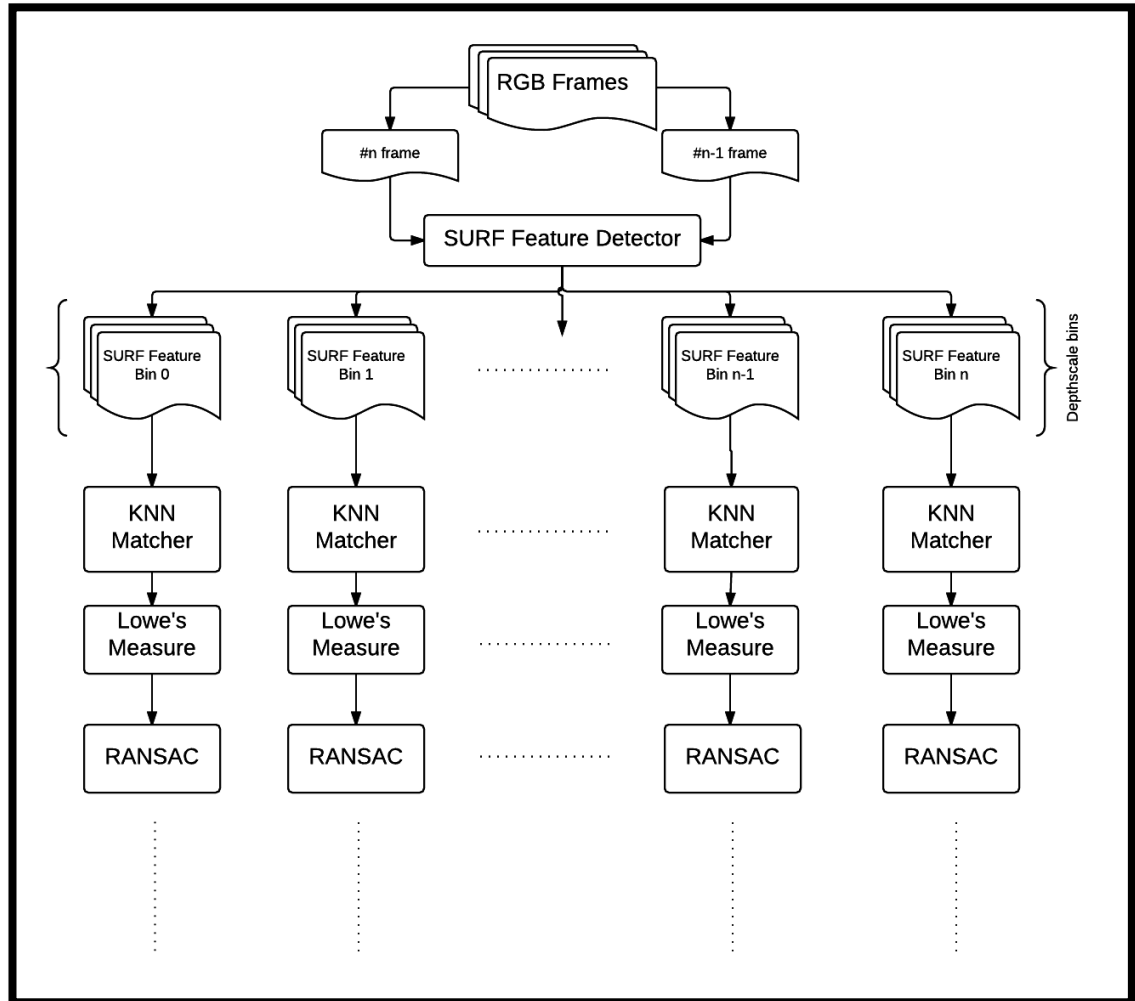 RGB Frames
#n frame
#n-1 frame
SURF Feature Detector
SURF Feature
Bin 0
SURF Feature
Bin 1
SURF Feature
Bin n-1
SURF Feature
Bin n
Depthscale bins
KNN
Matcher
KNN
Matcher
KNN
Matcher
KNN
Matcher
Lowe's
Measure
Lowe's
Measure
Lowe's
Measure
Lowe's
Measure
RANSAC
RANSAC
RANSAC
RANSAC